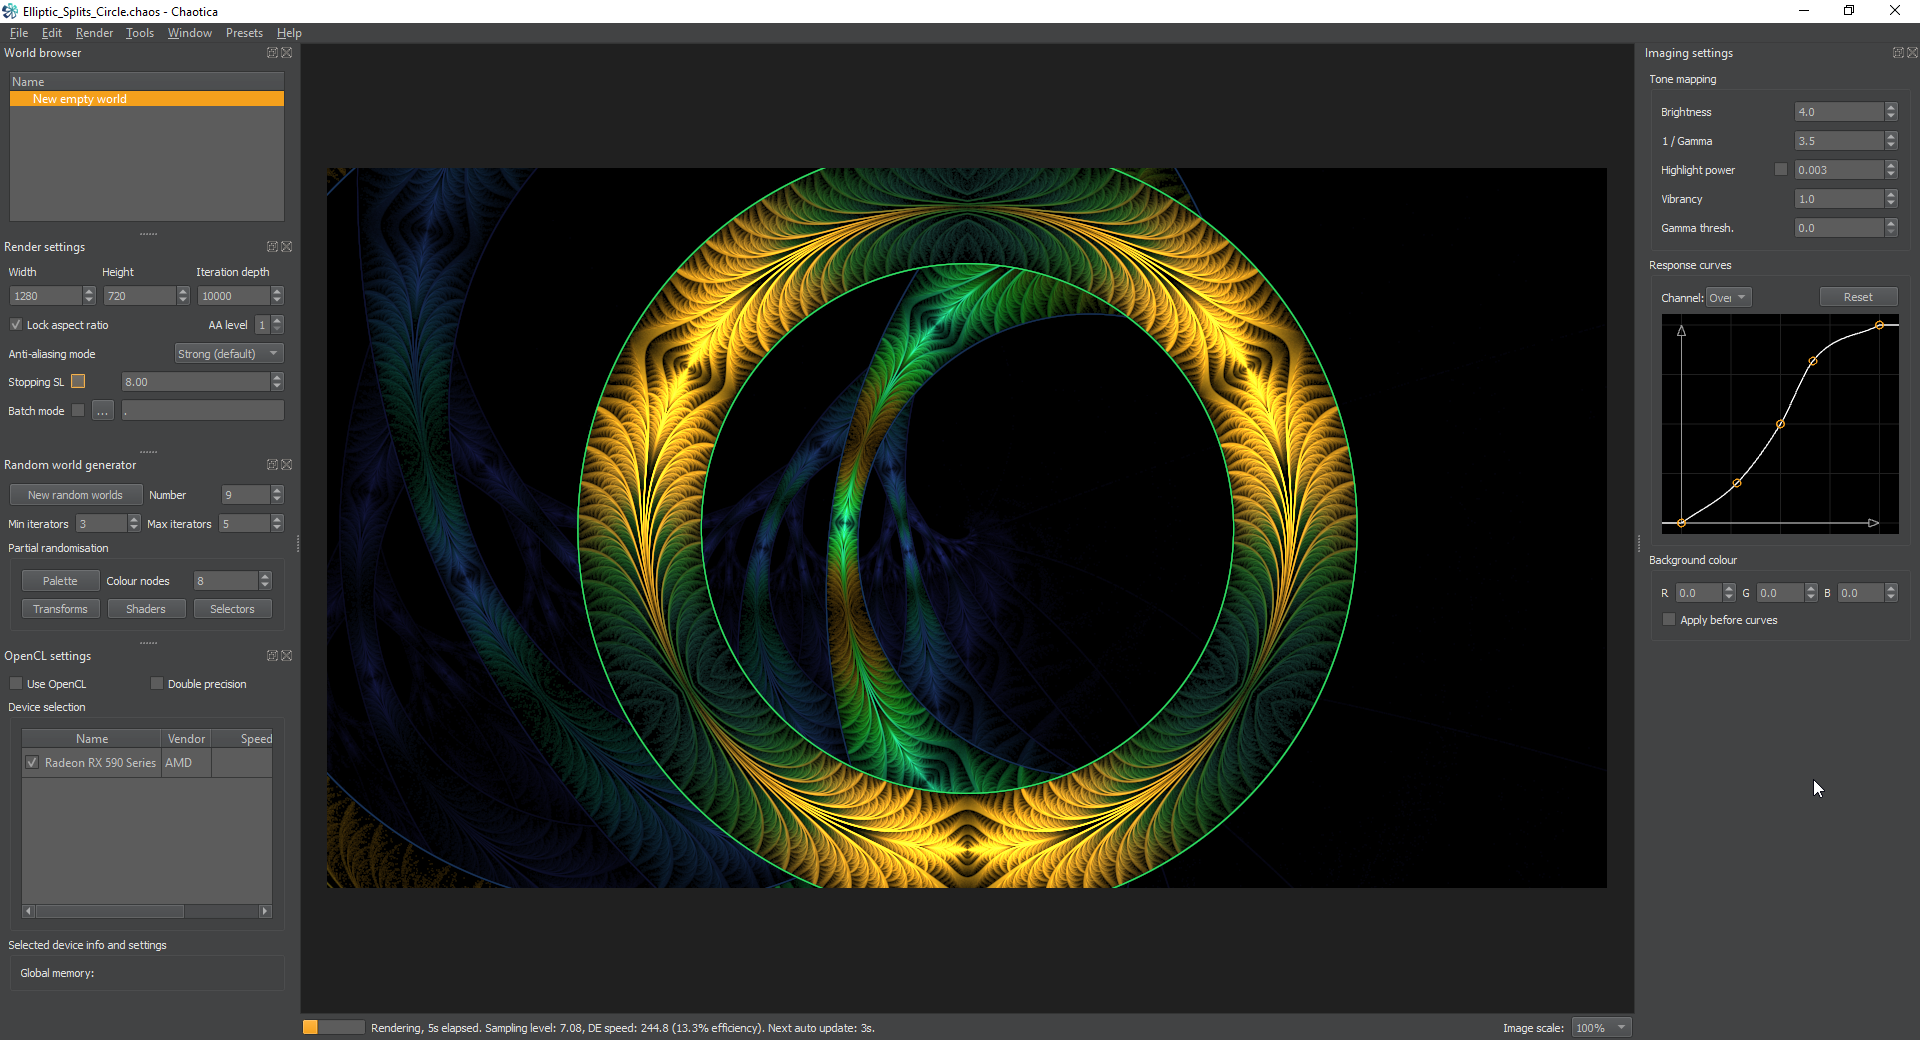 Elliptic_Splits_Circle.chaos - Chaotica
File Edit Render Tools Window Presets Help
World browser
Name
New empty world
Render settings
Width Height Iteration depth
1280 720 10000
Lock aspect ratio AA level 1
Anti-aliasing mode Strong (default)
Stopping SL 8.00
Batch mode ... .
Random world generator
New random worlds Number 9
Min iterators 3 Max iterators 5
Partial randomisation
Palette Colour nodes 8
Transforms Shaders Selectors
OpenCL settings
Use OpenCL Double precision
Device selection
Name Vendor Speed
Radeon RX 590 Series AMD
Selected device info and settings
Global memory:
Rendering, 5s elapsed. Sampling level: 7.08, DE speed: 244.8 (13.3% efficiency). Next auto update: 3s.
Image scale: 100%
Imaging settings
Tone mapping
Brightness 4.0
1 / Gamma 3.5
Highlight power 0.003
Vibrancy 1.0
Gamma thresh. 0.0
Response curves
Channel: Over Reset
Background colour
R 0.0 G 0.0 B 0.0
Apply before curves